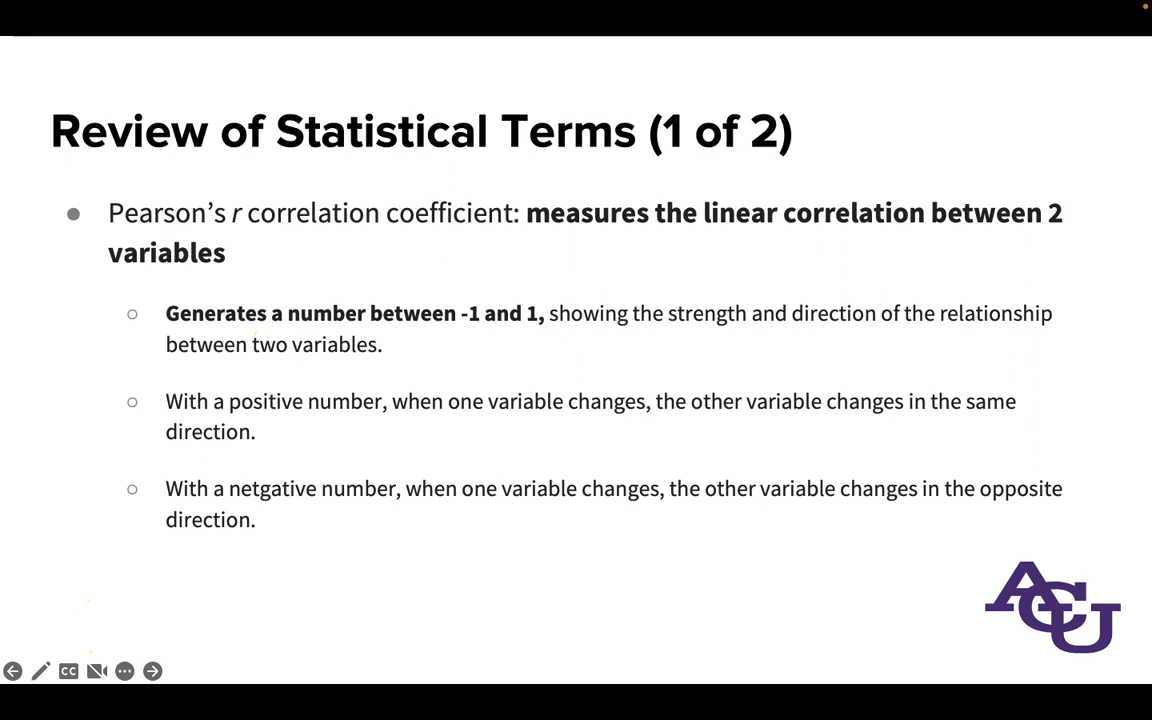 Review of Statistical Terms (1 of 2)
● Pearson’s r correlation coefficient: measures the linear correlation between 2
variables
○ Generates a number between -1 and 1, showing the strength and direction of the relationship
between two variables.
○ With a positive number, when one variable changes, the other variable changes in the same
direction.
○ With a netgative number, when one variable changes, the other variable changes in the opposite
direction.
ACU
CC